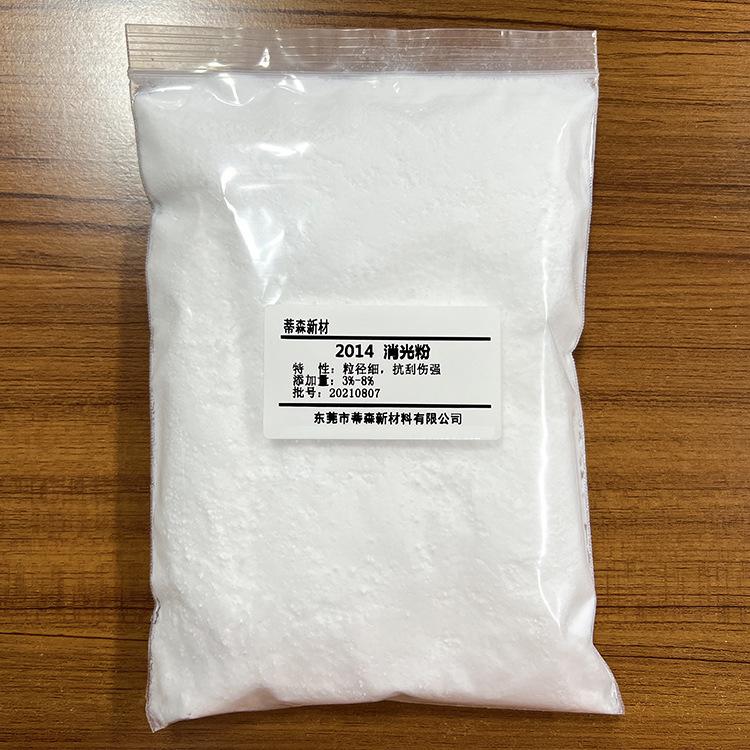 蒂森新材
2014 消光粉
特 性：粒径细，抗刮伤强
添加量：3%-8%
批号：20210807
东莞市蒂森新材料有限公司